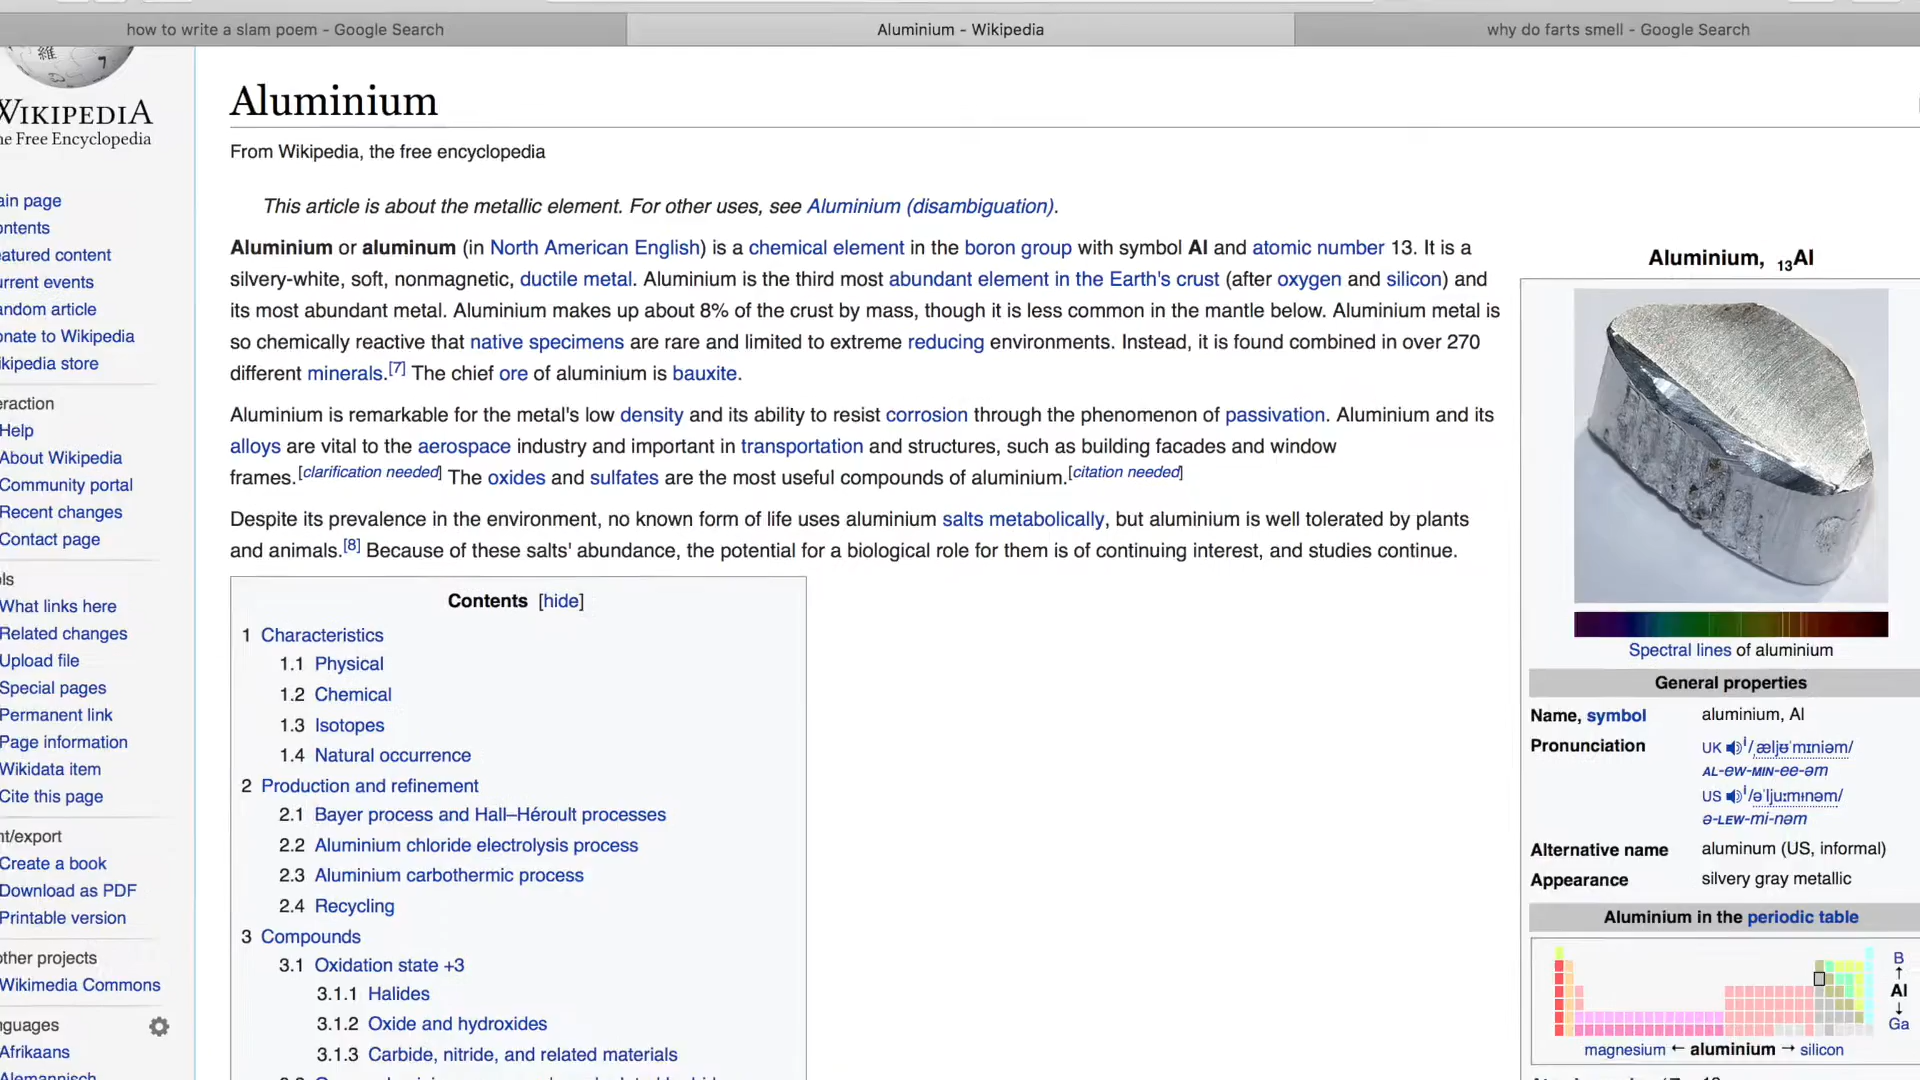 how to write a slam poem - Google Search
Aluminium - Wikipedia
why do farts smell - Google Search
維
7
WIKIPEDIA
he Free Encyclopedia
ain page
ontents
eatured content
urrent events
andom article
onate to Wikipedia
ikipedia store
eraction
Help
About Wikipedia
Community portal
Recent changes
Contact page
ls
What links here
Related changes
Upload file
Special pages
Permanent link
Page information
Wikidata item
Cite this page
nt/export
Create a book
Download as PDF
Printable version
other projects
Wikimedia Commons
nguages
Afrikaans
Alemannisch
Aluminium
From Wikipedia, the free encyclopedia
This article is about the metallic element. For other uses, see Aluminium (disambiguation).
Aluminium or aluminum (in North American English) is a chemical element in the boron group with symbol Al and atomic number 13. It is a
silvery-white, soft, nonmagnetic, ductile metal. Aluminium is the third most abundant element in the Earth's crust (after oxygen and silicon) and
its most abundant metal. Aluminium makes up about 8% of the crust by mass, though it is less common in the mantle below. Aluminium metal is
so chemically reactive that native specimens are rare and limited to extreme reducing environments. Instead, it is found combined in over 270
different minerals.[7] The chief ore of aluminium is bauxite.
Aluminium is remarkable for the metal's low density and its ability to resist corrosion through the phenomenon of passivation. Aluminium and its
alloys are vital to the aerospace industry and important in transportation and structures, such as building facades and window
frames.[clarification needed] The oxides and sulfates are the most useful compounds of aluminium.[citation needed]
Despite its prevalence in the environment, no known form of life uses aluminium salts metabolically, but aluminium is well tolerated by plants
and animals.[8] Because of these salts' abundance, the potential for a biological role for them is of continuing interest, and studies continue.
Contents [hide]
1 Characteristics
1.1 Physical
1.2 Chemical
1.3 Isotopes
1.4 Natural occurrence
2 Production and refinement
2.1 Bayer process and Hall–Héroult processes
2.2 Aluminium chloride electrolysis process
2.3 Aluminium carbothermic process
2.4 Recycling
3 Compounds
3.1 Oxidation state +3
3.1.1 Halides
3.1.2 Oxide and hydroxides
3.1.3 Carbide, nitride, and related materials
Aluminium, 13Al
Spectral lines of aluminium
General properties
Name, symbol aluminium, Al
Pronunciation UK /ˌæljʉˈmɪniəm/
AL-ew-MIN-ee-əm
US /əˈljuːmɪnəm/
ə-LEW-mi-nəm
Alternative name aluminum (US, informal)
Appearance silvery gray metallic
Aluminium in the periodic table
B
↑
Al
↓
Ga
magnesium ← aluminium → silicon